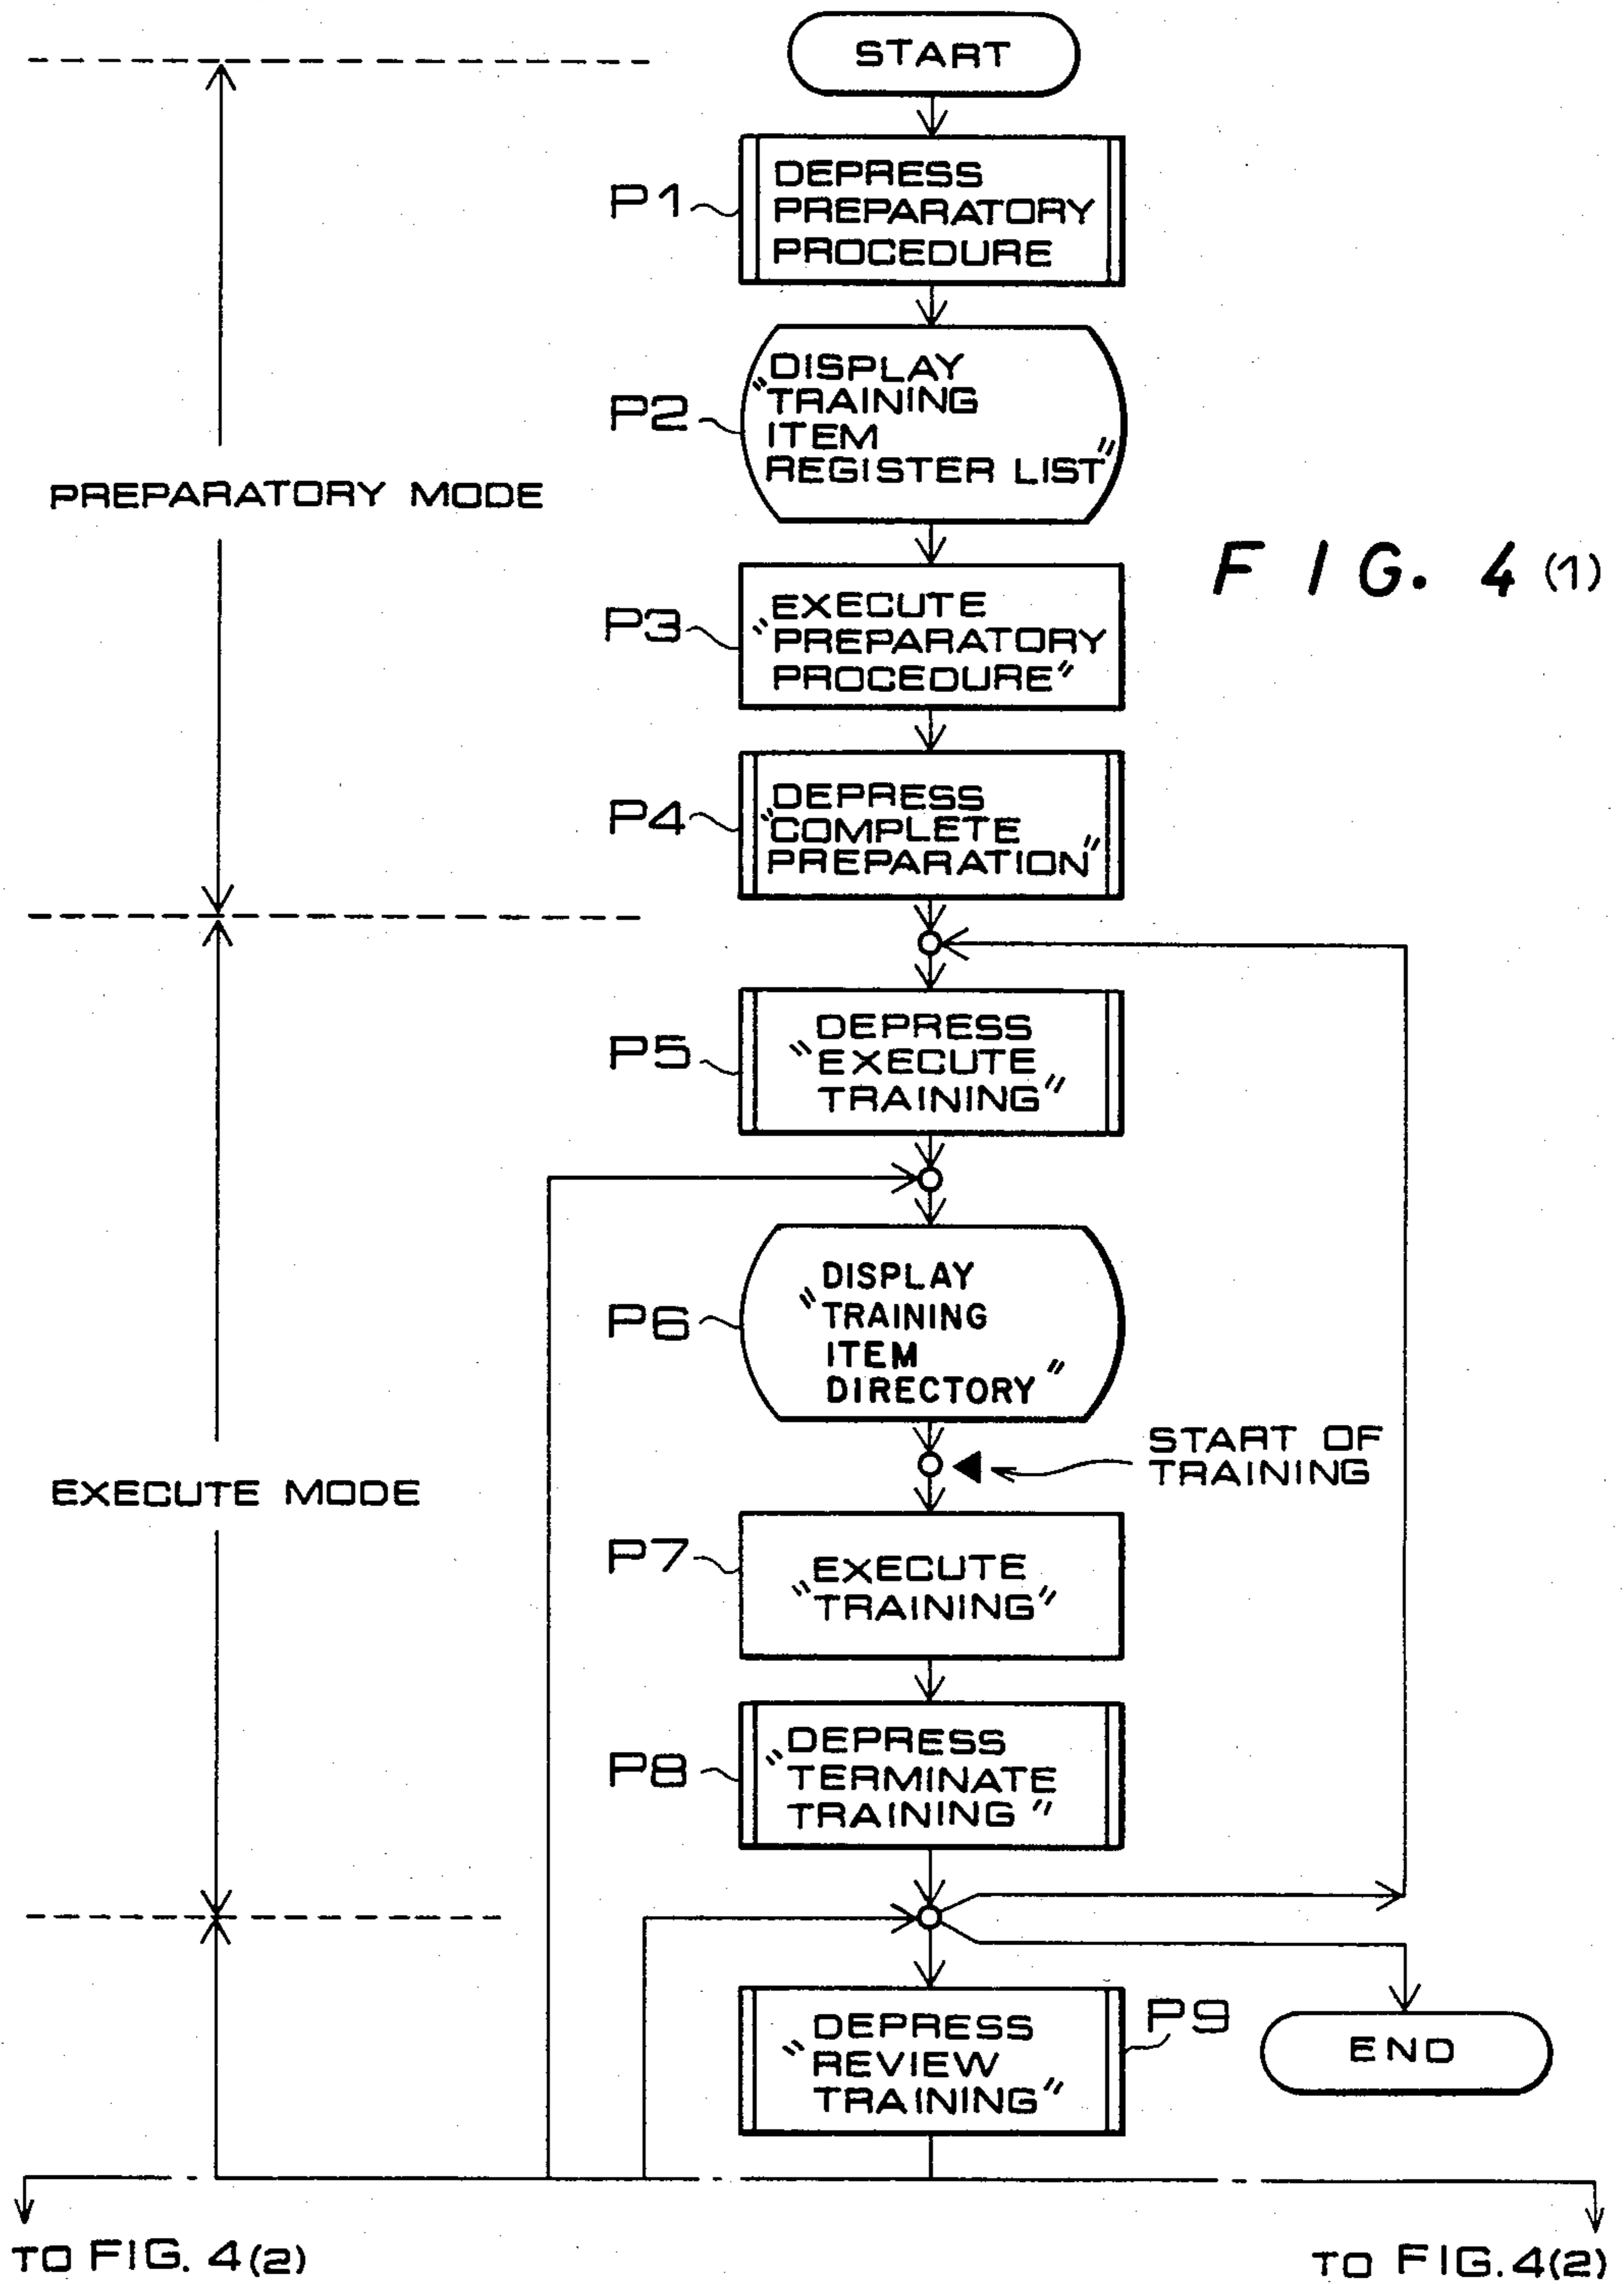 START
P1
DEPRESS
PREPARATORY
PROCEDURE
P2
"DISPLAY
TRAINING
ITEM
REGISTER LIST"
PREPARATORY MODE
FIG. 4 (1)
P3
"EXECUTE
PREPARATORY
PROCEDURE"
P4
DEPRESS
"COMPLETE
PREPARATION"
P5
DEPRESS
"EXECUTE
TRAINING"
P6
"DISPLAY
TRAINING
ITEM
DIRECTORY"
START OF
TRAINING
EXECUTE MODE
P7
"EXECUTE
TRAINING"
P8
"DEPRESS
TERMINATE
TRAINING"
P9
DEPRESS
"REVIEW
TRAINING"
END
TO FIG. 4(2)
TO FIG. 4(2)